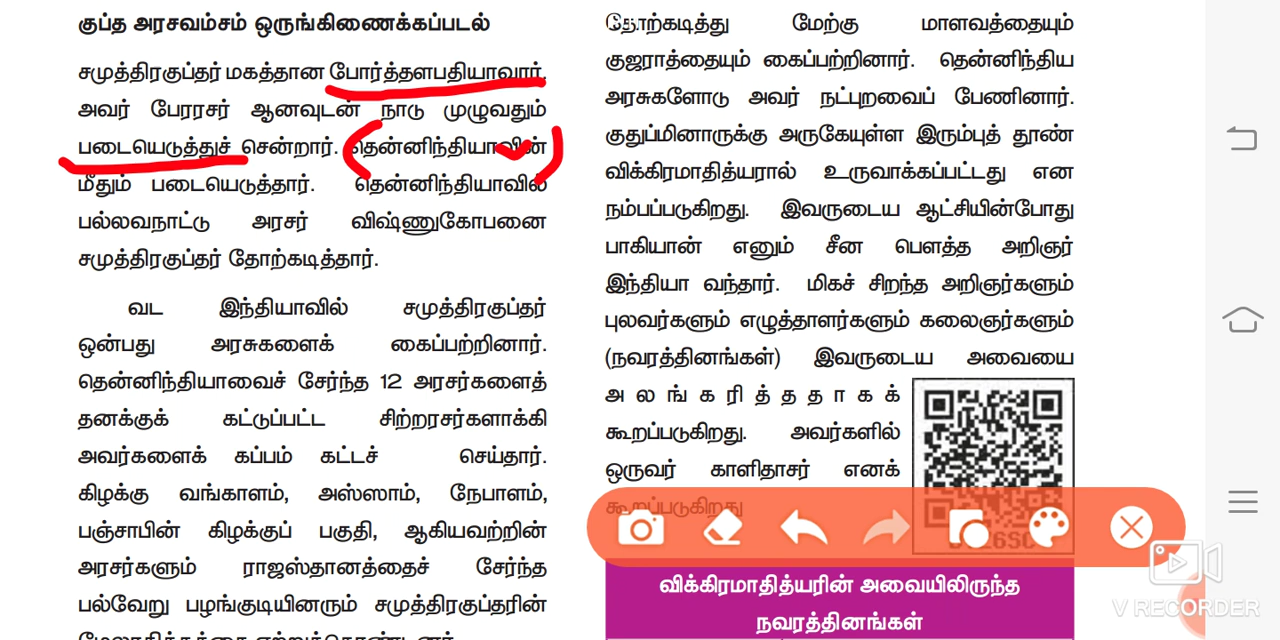 குப்த அரசவம்சம் ஒருங்கிணைக்கப்படல்
சமுத்திரகுப்தர் மகத்தான போர்த்தளபதியாவார்.
அவர் பேரரசர் ஆனவுடன் நாடு முழுவதும்
படையெடுத்துச் சென்றார். தென்னிந்தியாவின்
மீதும் படையெடுத்தார். தென்னிந்தியாவில்
பல்லவநாட்டு அரசர் விஷ்ணுகோபனை
சமுத்திரகுப்தர் தோற்கடித்தார்.
வட இந்தியாவில் சமுத்திரகுப்தர்
ஒன்பது அரசுகளைக் கைப்பற்றினார்.
தென்னிந்தியாவைச் சேர்ந்த 12 அரசர்களைத்
தனக்குக் கட்டுப்பட்ட சிற்றரசர்களாக்கி
அவர்களைக் கப்பம் கட்டச் செய்தார்.
கிழக்கு வங்காளம், அஸ்ஸாம், நேபாளம்,
பஞ்சாபின் கிழக்குப் பகுதி, ஆகியவற்றின்
அரசர்களும் ராஜஸ்தானத்தைச் சேர்ந்த
பல்வேறு பழங்குடியினரும் சமுத்திரகுப்தரின்
தோற்கடித்து மேற்கு மாளவத்தையும்
குஜராத்தையும் கைப்பற்றினார். தென்னிந்திய
அரசுகளோடு அவர் நட்புறவைப் பேணினார்.
குதுப்மினாருக்கு அருகேயுள்ள இரும்புத் தூண்
விக்கிரமாதித்யரால் உருவாக்கப்பட்டது என
நம்பப்படுகிறது. இவருடைய ஆட்சியின்போது
பாகியான் எனும் சீன பௌத்த அறிஞர்
இந்தியா வந்தார். மிகச் சிறந்த அறிஞர்களும்
புலவர்களும் எழுத்தாளர்களும் கலைஞர்களும்
(நவரத்தினங்கள்) இவருடைய அவையை
அலங்கரித்ததாகக்
கூறப்படுகிறது. அவர்களில்
ஒருவர் காளிதாசர் எனக்
கூறப்படுகிறது
விக்கிரமாதித்யரின் அவையிலிருந்த
நவரத்தினங்கள்
V RECORDER